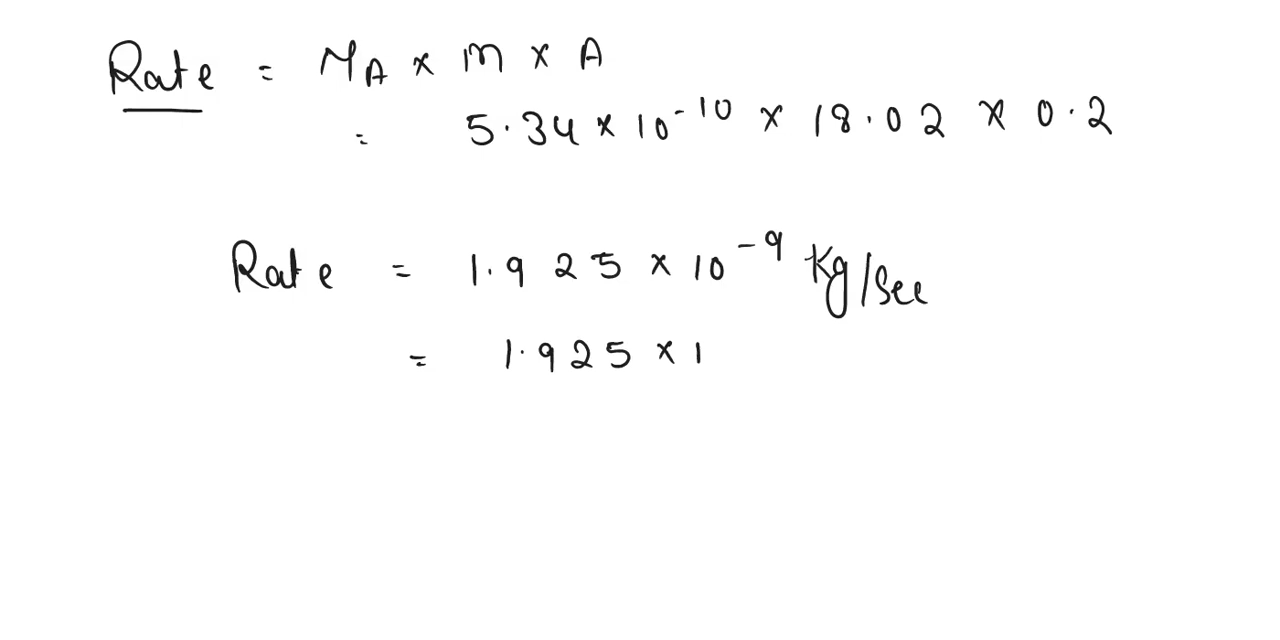 Rate = N_A × M × A
= 5.34 × 10^-10 × 18.02 × 0.2
Rate = 1.925 × 10^-9 Kg/sec
= 1.925 × 1